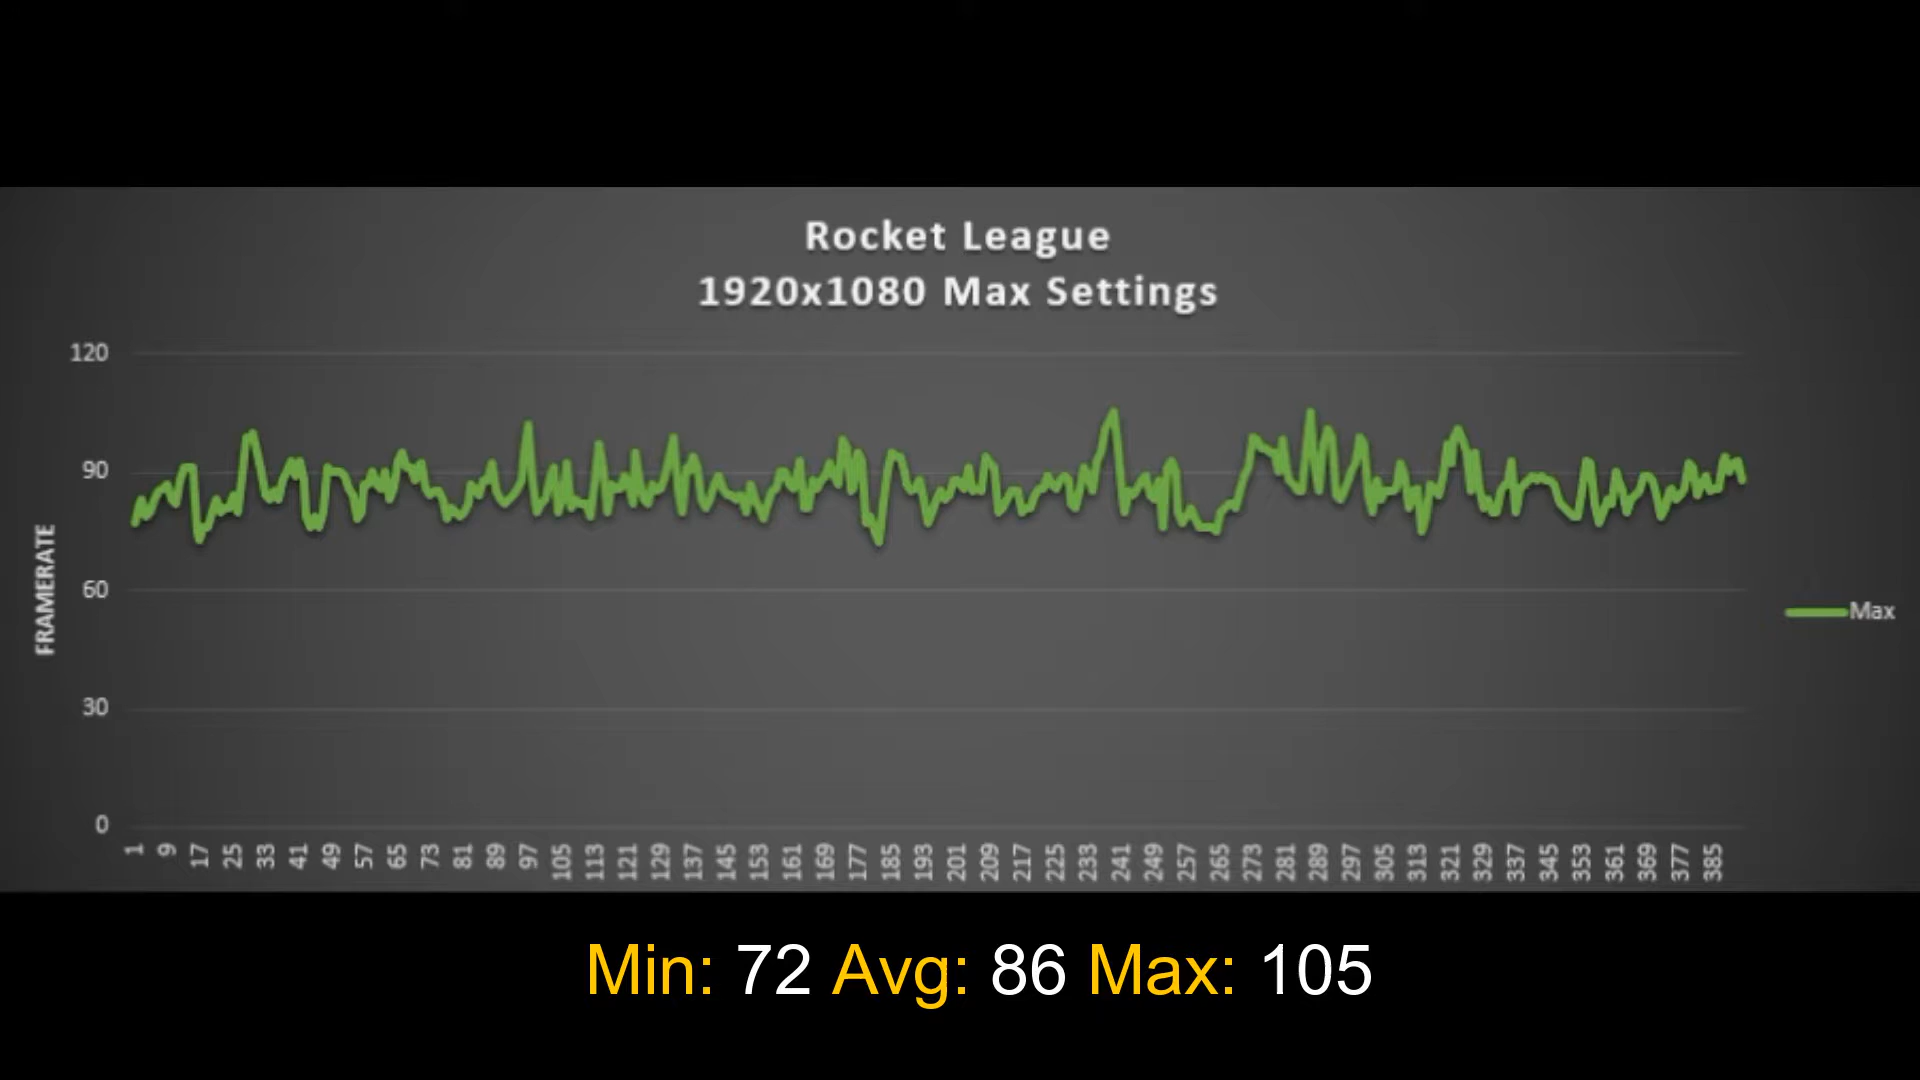 Rocket League
1920x1080 Max Settings
120
90
60
30
0
FRAMERATE
Max
1 9 17 25 33 41 49 57 65 73 81 89 97 105 113 121 129 137 145 153 161 169 177 185 193 201 209 217 225 233 241 249 257 265 273 281 289 297 305 313 321 329 337 345 353 361 369 377 385
Min: 72 Avg: 86 Max: 105